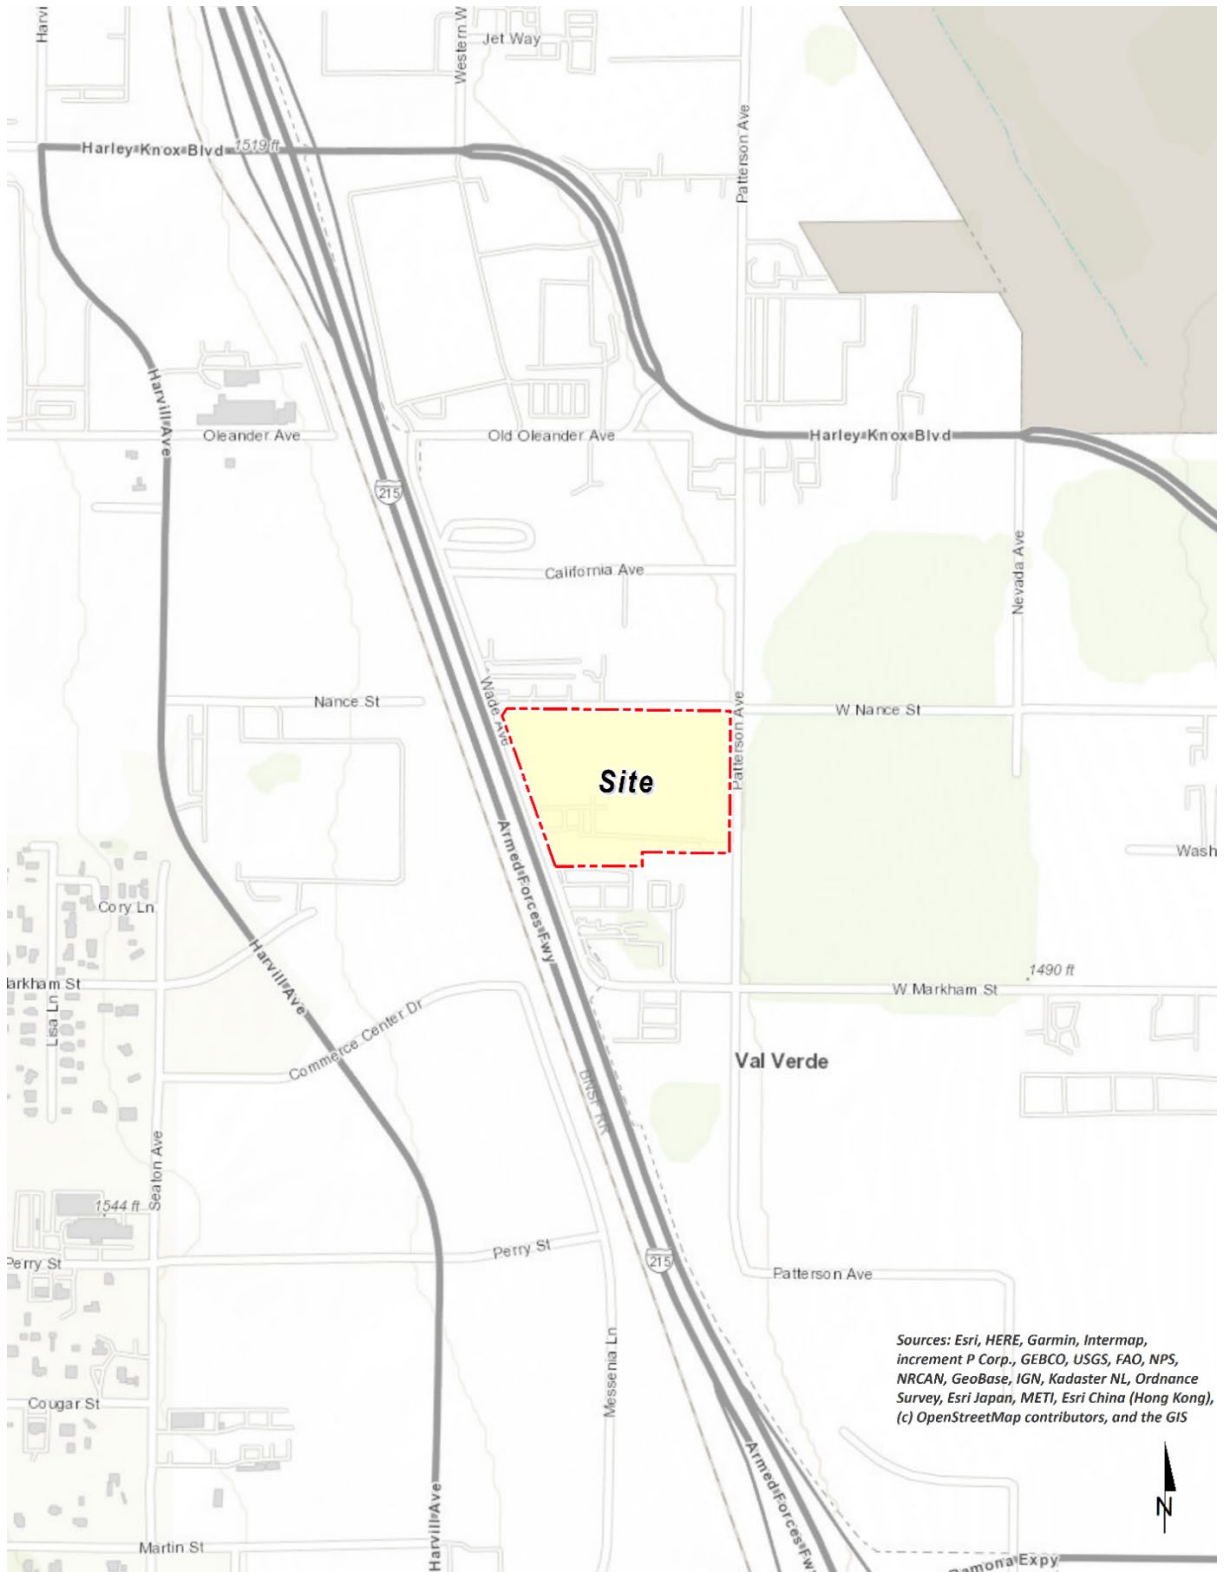 Harvi
Western W
Jet Way
Patterson Ave
Harley Knox Blvd
1519 ft
Harvill Ave
Oleander Ave
Old Oleander Ave
Harley Knox Blvd
215
California Ave
Nevada Ave
Nance St
Wade Ave
W Nance St
Patterson Ave
Site
Armed Forces Fwy
Wash
Cory Ln
Harvill Ave
arkham St
Lisa Ln
1490 ft
W Markham St
Commerce Center Dr
Val Verde
BNSF RR
Seaton Ave
1544 ft
Perry St
Perry St
215
Patterson Ave
Messenia Ln
Sources: Esri, HERE, Garmin, Intermap,
increment P Corp., GEBCO, USGS, FAO, NPS,
NRCAN, GeoBase, IGN, Kadaster NL, Ordnance
Survey, Esri Japan, METI, Esri China (Hong Kong),
(c) OpenStreetMap contributors, and the GIS
Cougar St
Armed Forces Fw
N
Harvill Ave
Martin St
amona Expy